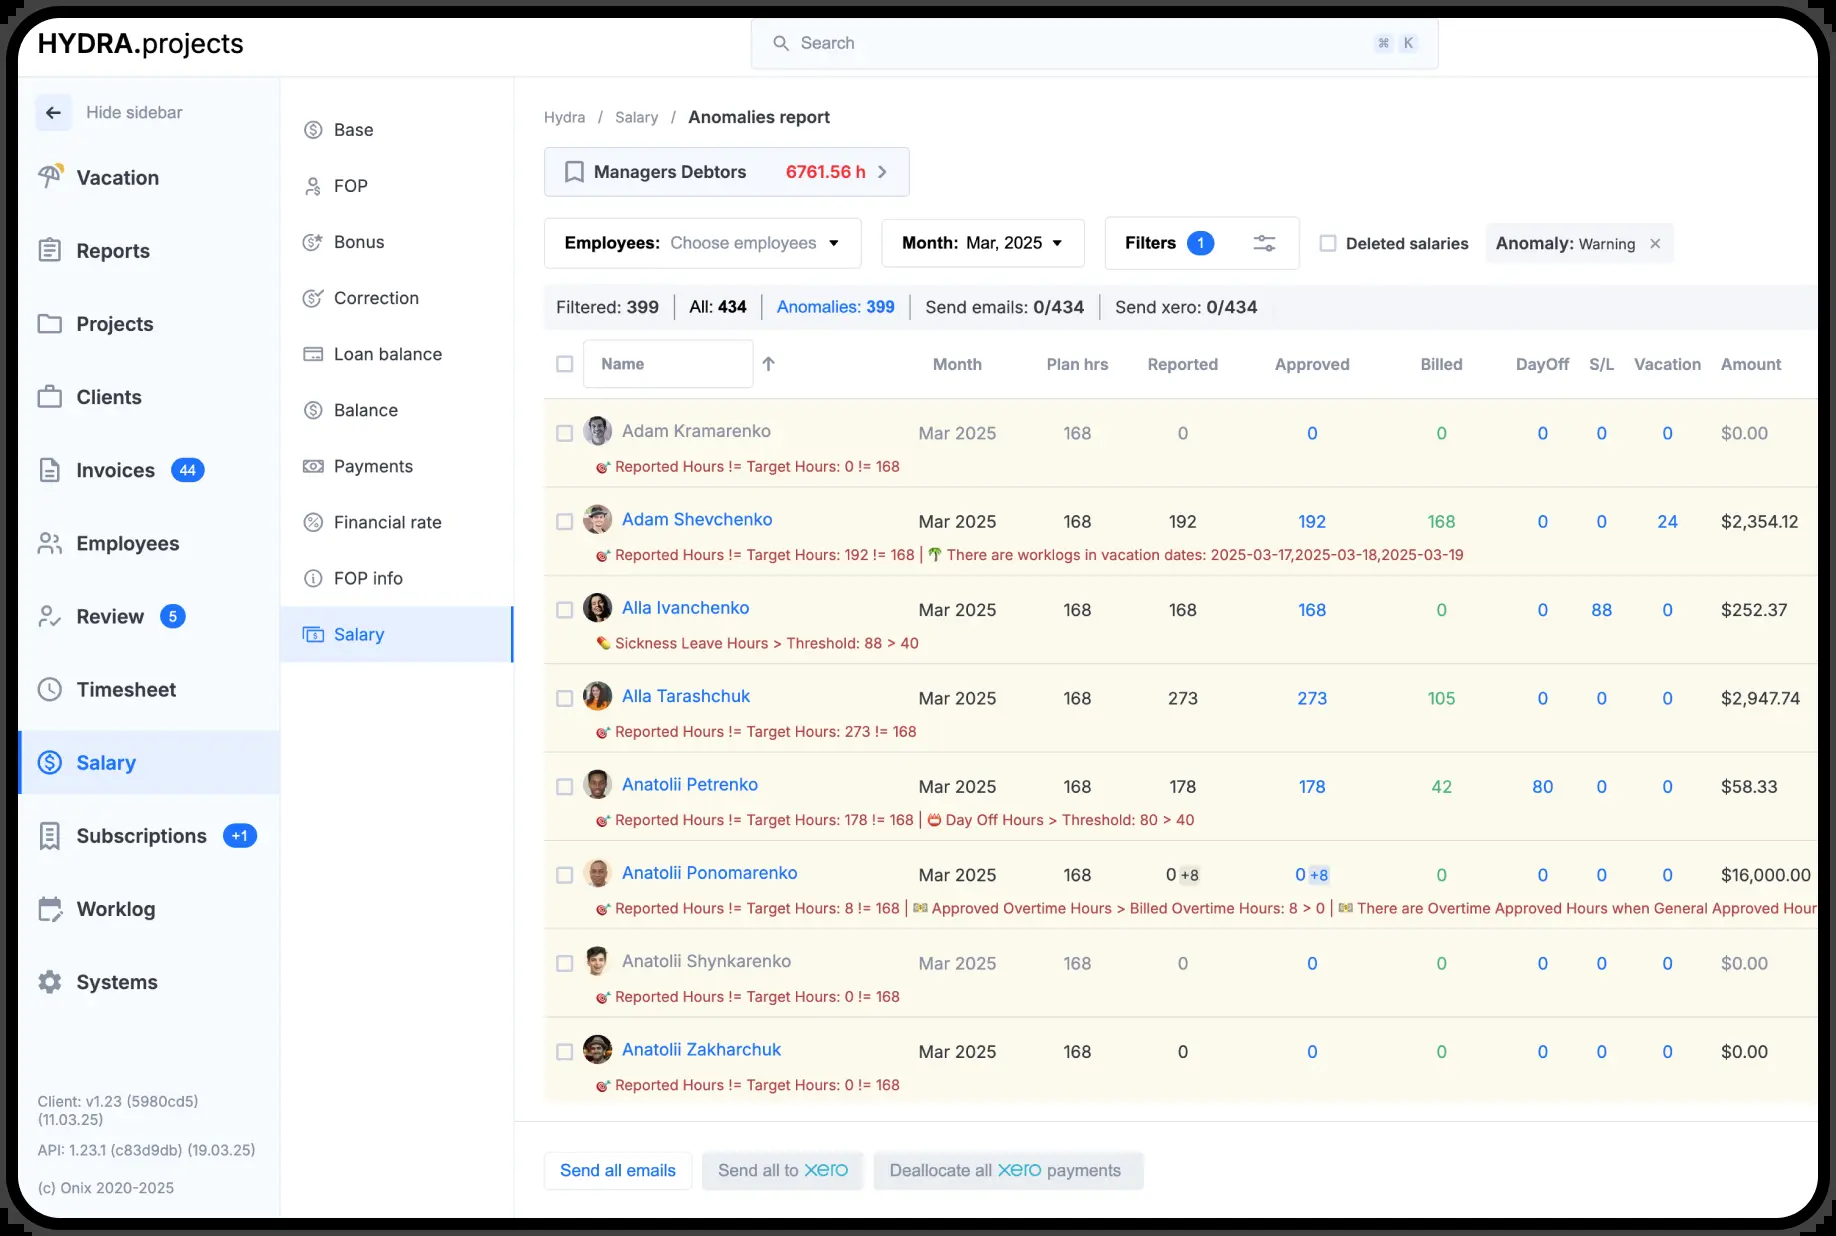 HYDRA.projects
Search ⌘ K
Hide sidebar
Vacation
Reports
Projects
Clients
Invoices 44
Employees
Review 5
Timesheet
Salary
Subscriptions +1
Worklog
Systems
Client: v1.23 (5980cd5)
(11.03.25)
API: 1.23.1 (c83d9db) (19.03.25)
(c) Onix 2020-2025
Base
FOP
Bonus
Correction
Loan balance
Balance
Payments
Financial rate
FOP info
Salary
Hydra / Salary / Anomalies report
Managers Debtors 6761.56 h
Employees: Choose employees Month: Mar, 2025 Filters 1 Deleted salaries Anomaly: Warning
Filtered: 399 All: 434 Anomalies: 399 Send emails: 0/434 Send xero: 0/434
Name Month Plan hrs Reported Approved Billed DayOff S/L Vacation Amount
Adam Kramarenko Mar 2025 168 0 0 0 0 0 0 $0.00
Reported Hours != Target Hours: 0 != 168
Adam Shevchenko Mar 2025 168 192 192 168 0 0 24 $2,354.12
Reported Hours != Target Hours: 192 != 168 | There are worklogs in vacation dates: 2025-03-17,2025-03-18,2025-03-19
Alla Ivanchenko Mar 2025 168 168 168 0 0 88 0 $252.37
Sickness Leave Hours > Threshold: 88 > 40
Alla Tarashchuk Mar 2025 168 273 273 105 0 0 0 $2,947.74
Reported Hours != Target Hours: 273 != 168
Anatolii Petrenko Mar 2025 168 178 178 42 80 0 0 $58.33
Reported Hours != Target Hours: 178 != 168 | Day Off Hours > Threshold: 80 > 40
Anatolii Ponomarenko Mar 2025 168 0 +8 0 +8 0 0 0 0 $16,000.00
Reported Hours != Target Hours: 8 != 168 | Approved Overtime Hours > Billed Overtime Hours: 8 > 0 | There are Overtime Approved Hours when General Approved Hour
Anatolii Shynkarenko Mar 2025 168 0 0 0 0 0 0 $0.00
Reported Hours != Target Hours: 0 != 168
Anatolii Zakharchuk Mar 2025 168 0 0 0 0 0 0 $0.00
Reported Hours != Target Hours: 0 != 168
Send all emails Send all to xero Deallocate all xero payments